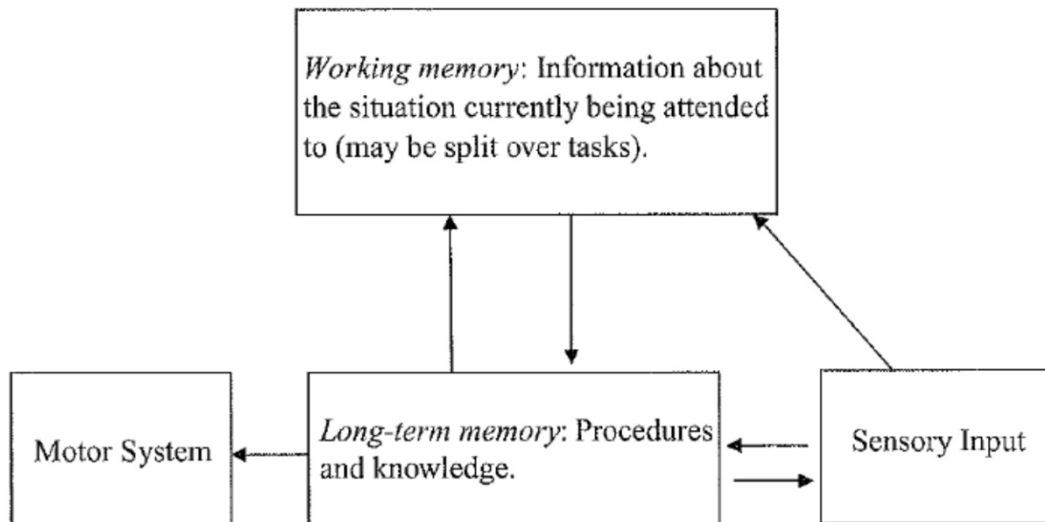 Working memory: Information about
the situation currently being attended
to (may be split over tasks).
Motor System
Long-term memory: Procedures
and knowledge.
Sensory Input